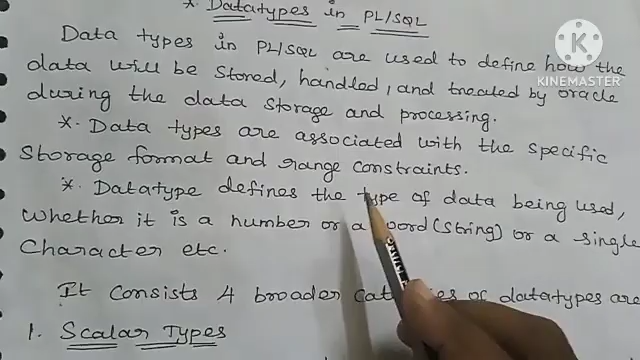 * Datatypes in PL/SQL
Data types in PL/SQL are used to define how the
data will be stored, handled, and treated by oracle
during the data storage and processing.
*. Data types are associated with the specific
storage format and range constraints.
*. Datatype defines the type of data being used,
whether it is a number or a word (string) or a single
character etc.
It consists 4 broader categories of datatypes are
1. Scalar Types
KINEMASTER